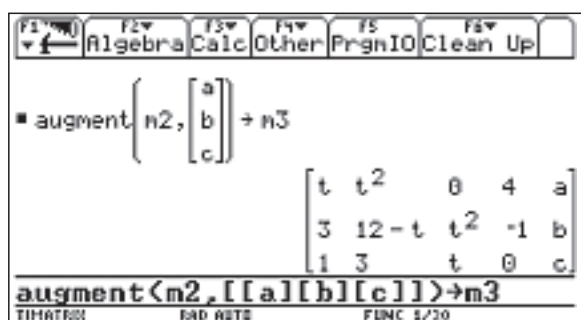 F1 F2 Algebra F3 Calc F4 Other F5 PrgmIO F6 Clean Up
▪ augment(m2, [a b c]) → m3
[t t² 0 4 a
3 12 - t t² -1 b
1 3 t 0 c]
augment(m2,[[a][b][c]])→m3
TIMATRIX RAD AUTO FUNC 1/30